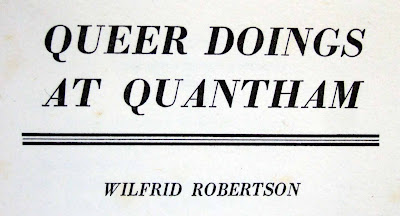 QUEER DOINGS
AT QUANTHAM
WILFRID ROBERTSON